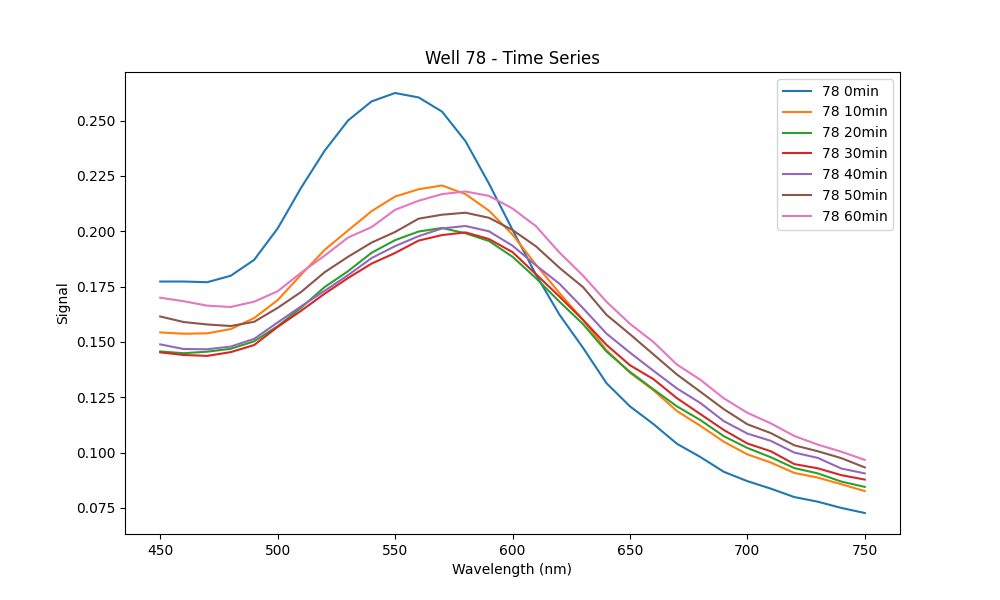 Well 78 - Time Series
78 0min
78 10min
78 20min
78 30min
78 40min
78 50min
78 60min
Signal
0.250
0.225
0.200
0.175
0.150
0.125
0.100
0.075
450 500 550 600 650 700 750
Wavelength (nm)